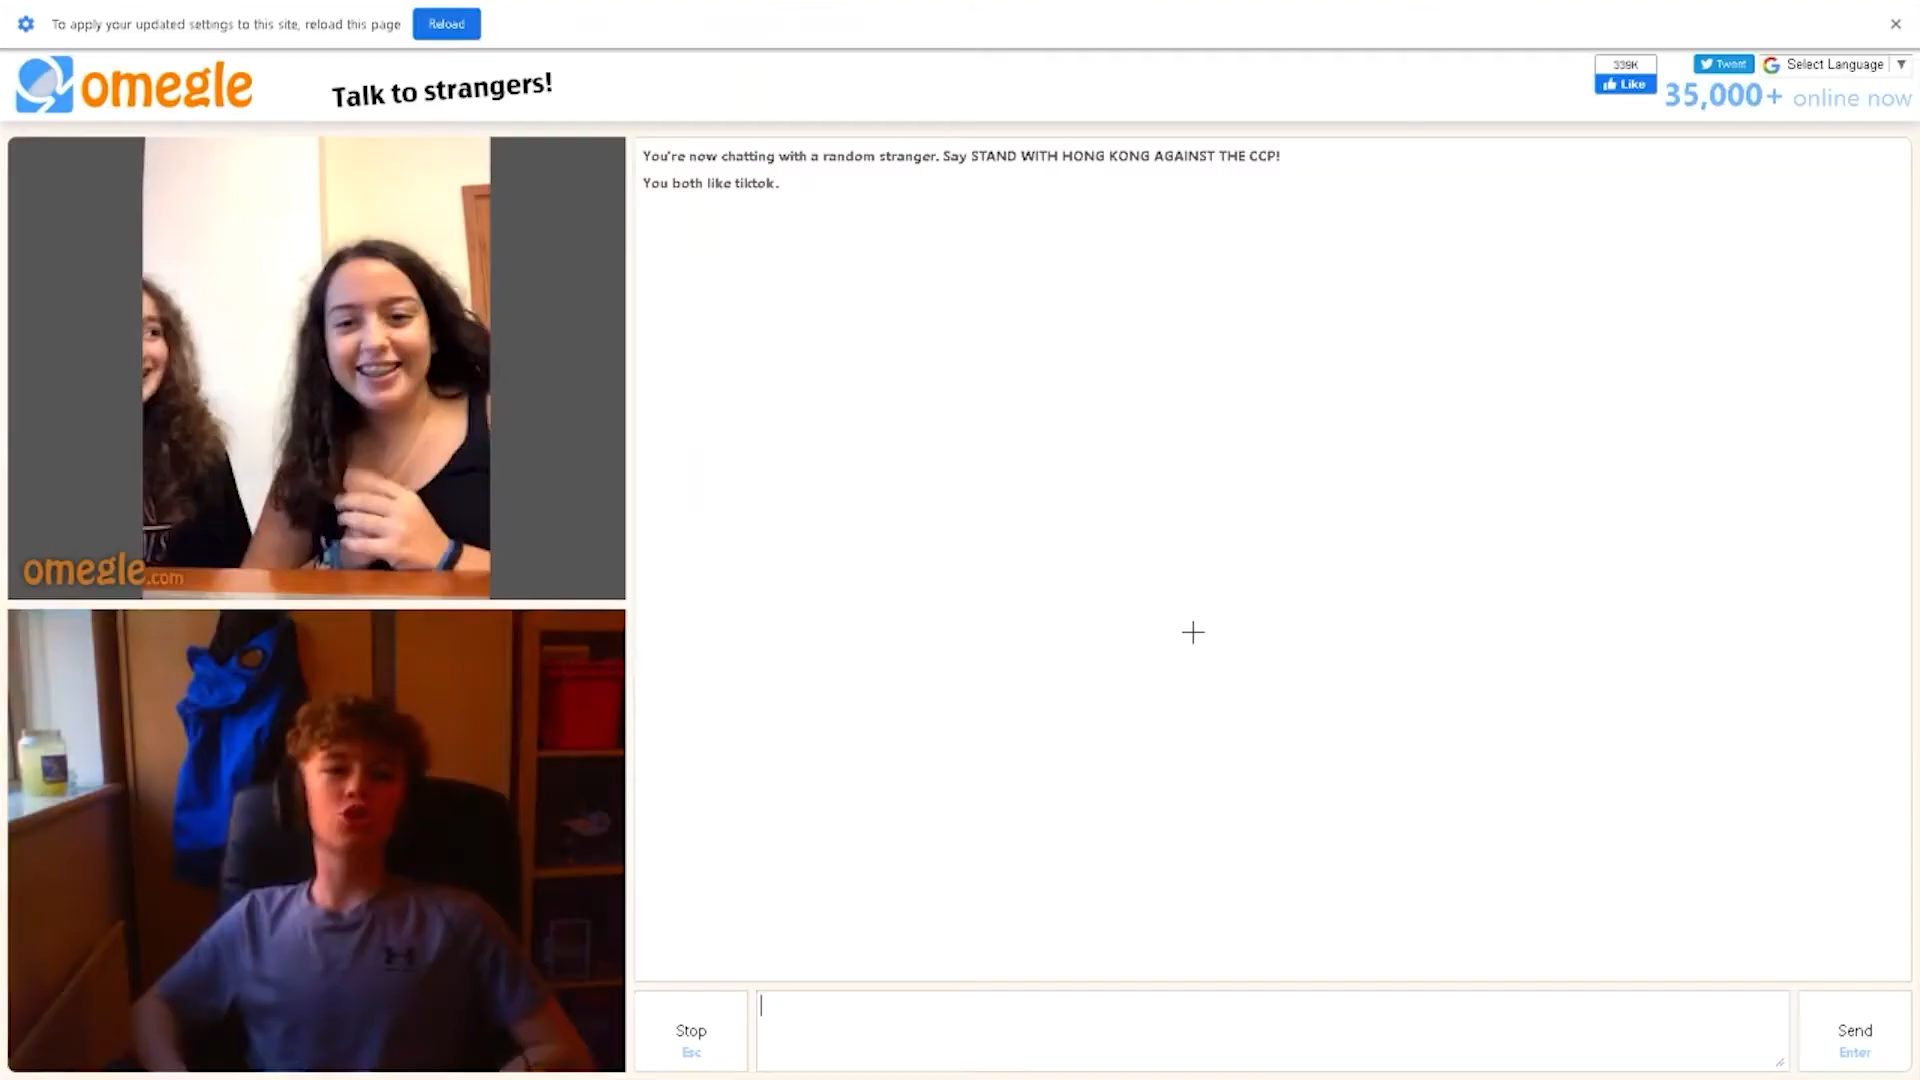 To apply your updated settings to this site, reload this page Reload
omegle Talk to strangers!
339K
Like
Tweet
Select Language
35,000+ online now
You're now chatting with a random stranger. Say STAND WITH HONG KONG AGAINST THE CCP!
You both like tiktok.
omegle.com
Stop
Esc
Send
Enter